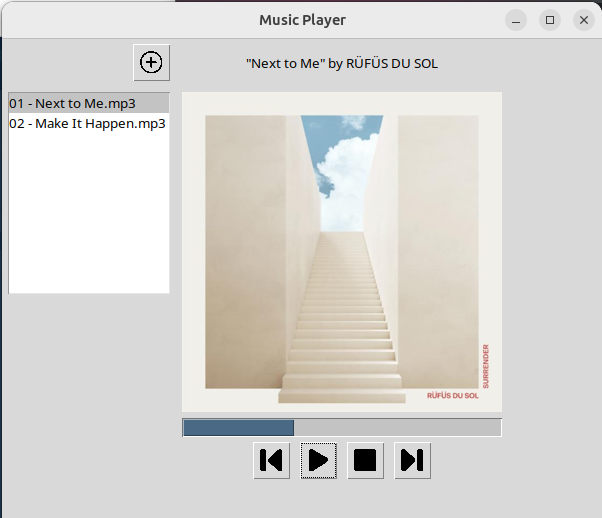 Music Player
"Next to Me" by RÜFÜS DU SOL
01 - Next to Me.mp3
02 - Make It Happen.mp3
SURRENDER
RÜFÜS DU SOL